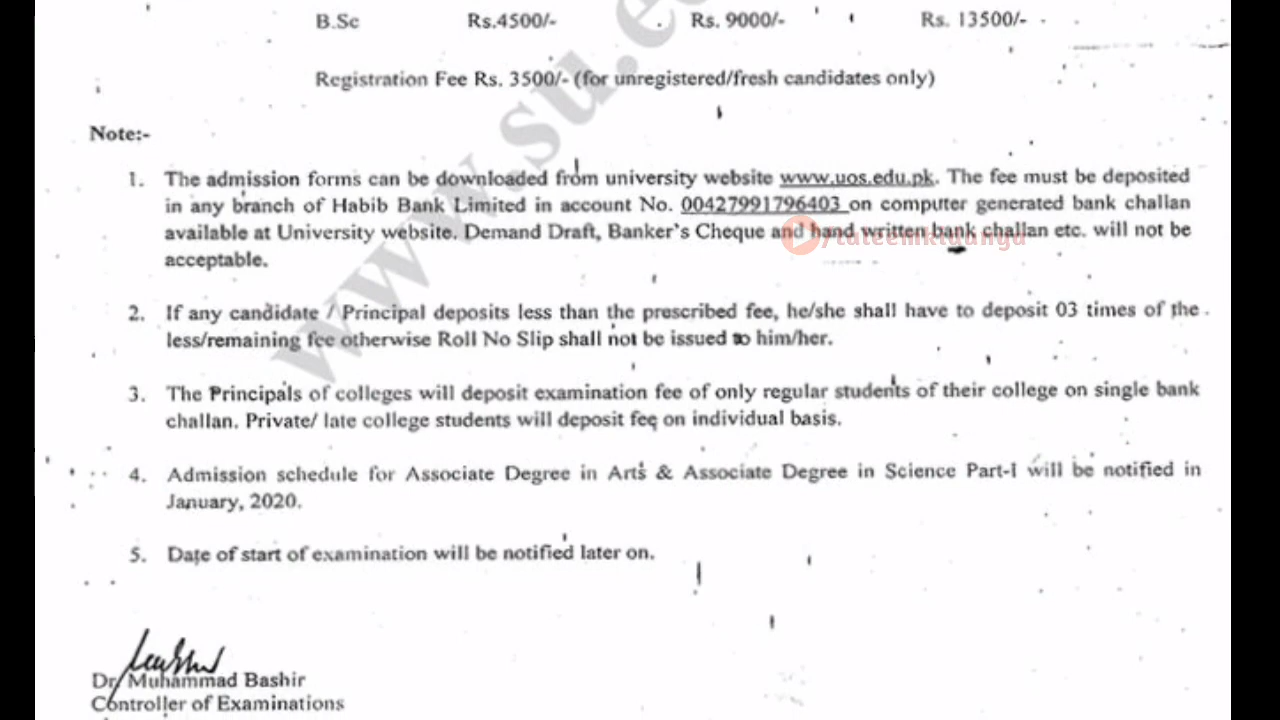 B.Sc Rs.4500/- Rs. 9000/- Rs. 13500/-
Registration Fee Rs. 3500/- (for unregistered/fresh candidates only)
Note:-
1. The admission forms can be downloaded from university website www.uos.edu.pk. The fee must be deposited
in any branch of Habib Bank Limited in account No. 00427991796403 on computer generated bank challan
available at University website. Demand Draft, Banker's Cheque and hand written bank challan etc. will not be
acceptable.
/taleemkidunya
2. If any candidate / Principal deposits less than the prescribed fee, he/she shall have to deposit 03 times of the
less/remaining fee otherwise Roll No Slip shall not be issued to him/her.
3. The Principals of colleges will deposit examination fee of only regular students of their college on single bank
challan. Private/ late college students will deposit fee on individual basis.
4. Admission schedule for Associate Degree in Arts & Associate Degree in Science Part-I will be notified in
January, 2020.
5. Date of start of examination will be notified later on.
Dr. Muhammad Bashir
Controller of Examinations
www.su.e